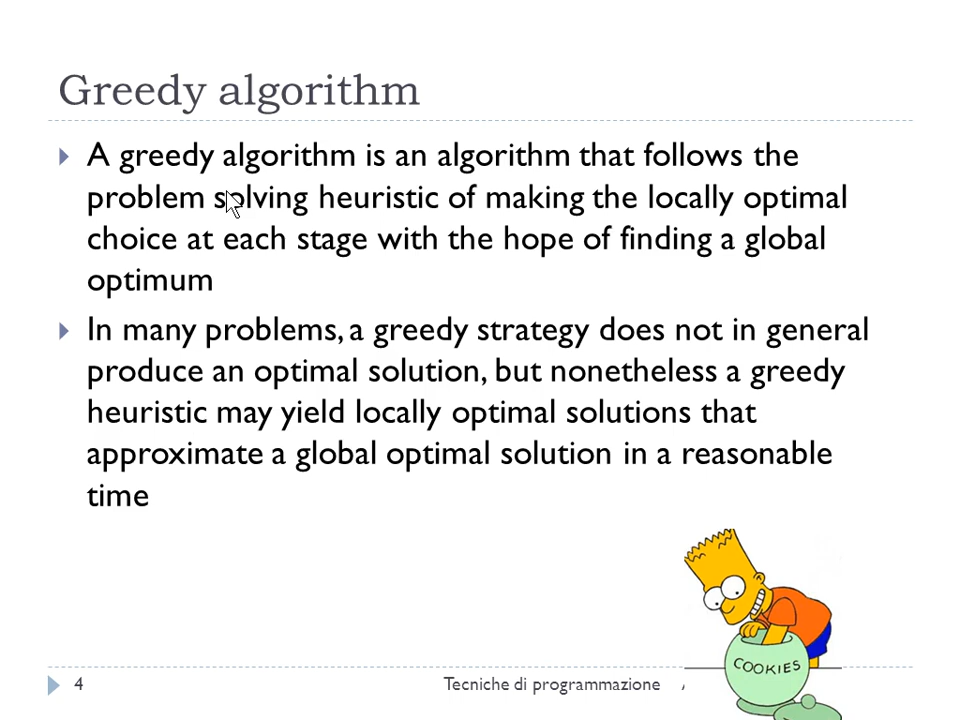 Greedy algorithm
A greedy algorithm is an algorithm that follows the
problem solving heuristic of making the locally optimal
choice at each stage with the hope of finding a global
optimum
In many problems, a greedy strategy does not in general
produce an optimal solution, but nonetheless a greedy
heuristic may yield locally optimal solutions that
approximate a global optimal solution in a reasonable
time
COOKIES
4
Tecniche di programmazione